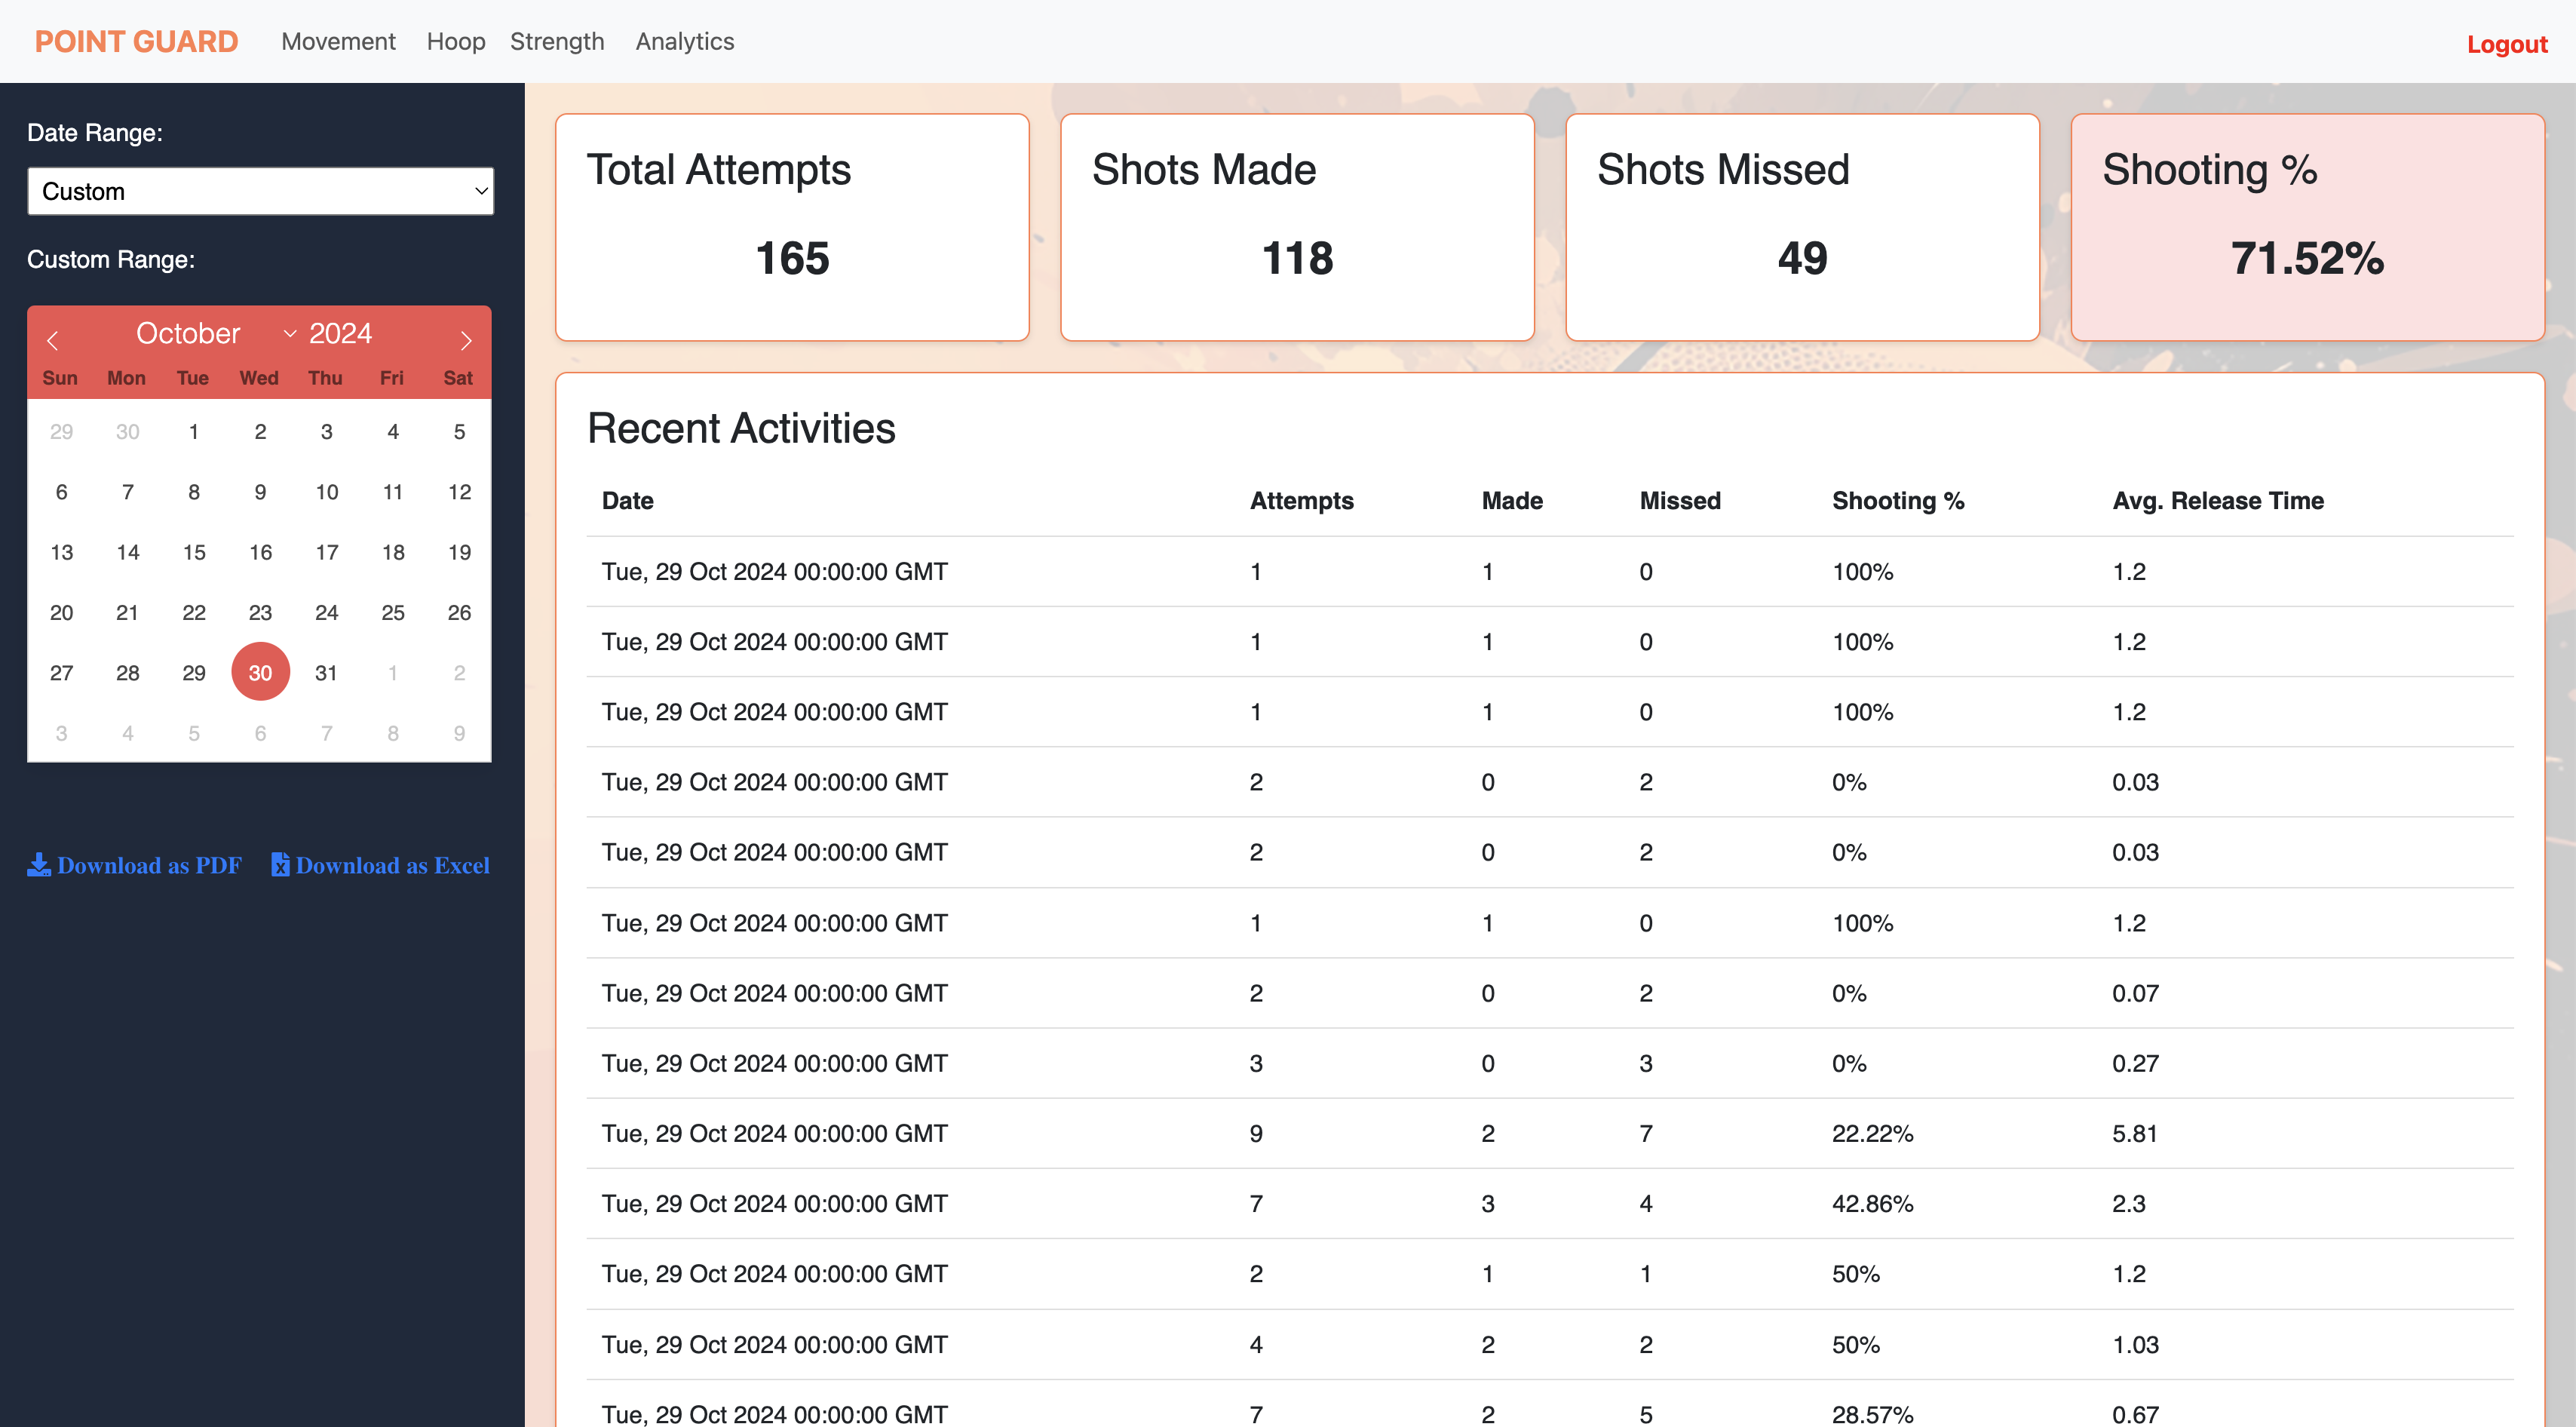 POINT GUARD Movement Hoop Strength Analytics Logout
Date Range:
Custom
Custom Range:
October 2024
Sun Mon Tue Wed Thu Fri Sat
29 30 1 2 3 4 5
6 7 8 9 10 11 12
13 14 15 16 17 18 19
20 21 22 23 24 25 26
27 28 29 30 31 1 2
3 4 5 6 7 8 9
Download as PDF Download as Excel
Total Attempts
165
Shots Made
118
Shots Missed
49
Shooting %
71.52%
Recent Activities
Date Attempts Made Missed Shooting % Avg. Release Time
Tue, 29 Oct 2024 00:00:00 GMT 1 1 0 100% 1.2
Tue, 29 Oct 2024 00:00:00 GMT 1 1 0 100% 1.2
Tue, 29 Oct 2024 00:00:00 GMT 1 1 0 100% 1.2
Tue, 29 Oct 2024 00:00:00 GMT 2 0 2 0% 0.03
Tue, 29 Oct 2024 00:00:00 GMT 2 0 2 0% 0.03
Tue, 29 Oct 2024 00:00:00 GMT 1 1 0 100% 1.2
Tue, 29 Oct 2024 00:00:00 GMT 2 0 2 0% 0.07
Tue, 29 Oct 2024 00:00:00 GMT 3 0 3 0% 0.27
Tue, 29 Oct 2024 00:00:00 GMT 9 2 7 22.22% 5.81
Tue, 29 Oct 2024 00:00:00 GMT 7 3 4 42.86% 2.3
Tue, 29 Oct 2024 00:00:00 GMT 2 1 1 50% 1.2
Tue, 29 Oct 2024 00:00:00 GMT 4 2 2 50% 1.03
Tue, 29 Oct 2024 00:00:00 GMT 7 2 5 28.57% 0.67